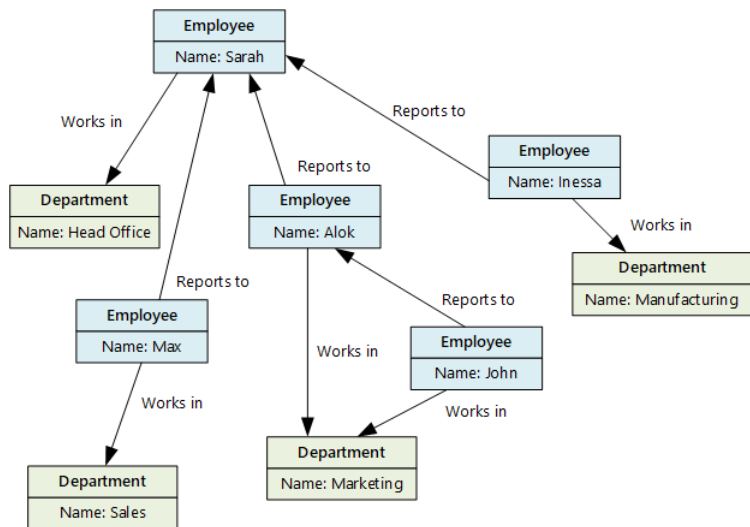 Employee
Name: Sarah
Works in
Reports to
Employee
Name: Inessa
Reports to
Department
Name: Head Office
Employee
Name: Alok
Works in
Department
Name: Manufacturing
Reports to
Employee
Name: Max
Reports to
Employee
Name: John
Works in
Works in
Works in
Department
Name: Marketing
Department
Name: Sales